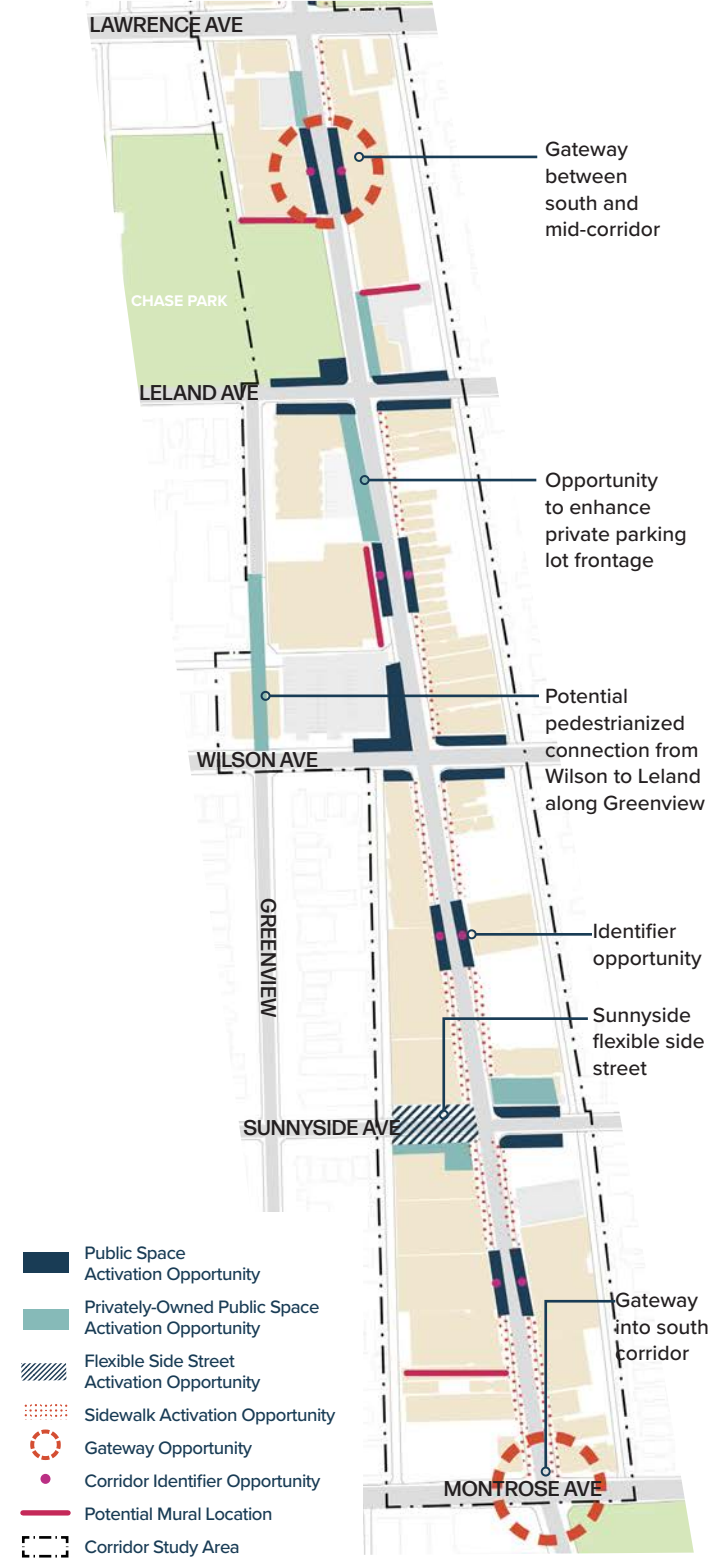 LAWRENCE AVE
Gateway
between
south and
mid-corridor
CHASE PARK
LELAND AVE
Opportunity
to enhance
private parking
lot frontage
Potential
pedestrianized
connection from
Wilson to Leland
along Greenview
WILSON AVE
GREENVIEW
Identifier
opportunity
Sunnyside
flexible side
street
SUNNYSIDE AVE
Gateway
into south
corridor
MONTROSE AVE
Public Space
Activation Opportunity
Privately-Owned Public Space
Activation Opportunity
Flexible Side Street
Activation Opportunity
Sidewalk Activation Opportunity
Gateway Opportunity
Corridor Identifier Opportunity
Potential Mural Location
Corridor Study Area